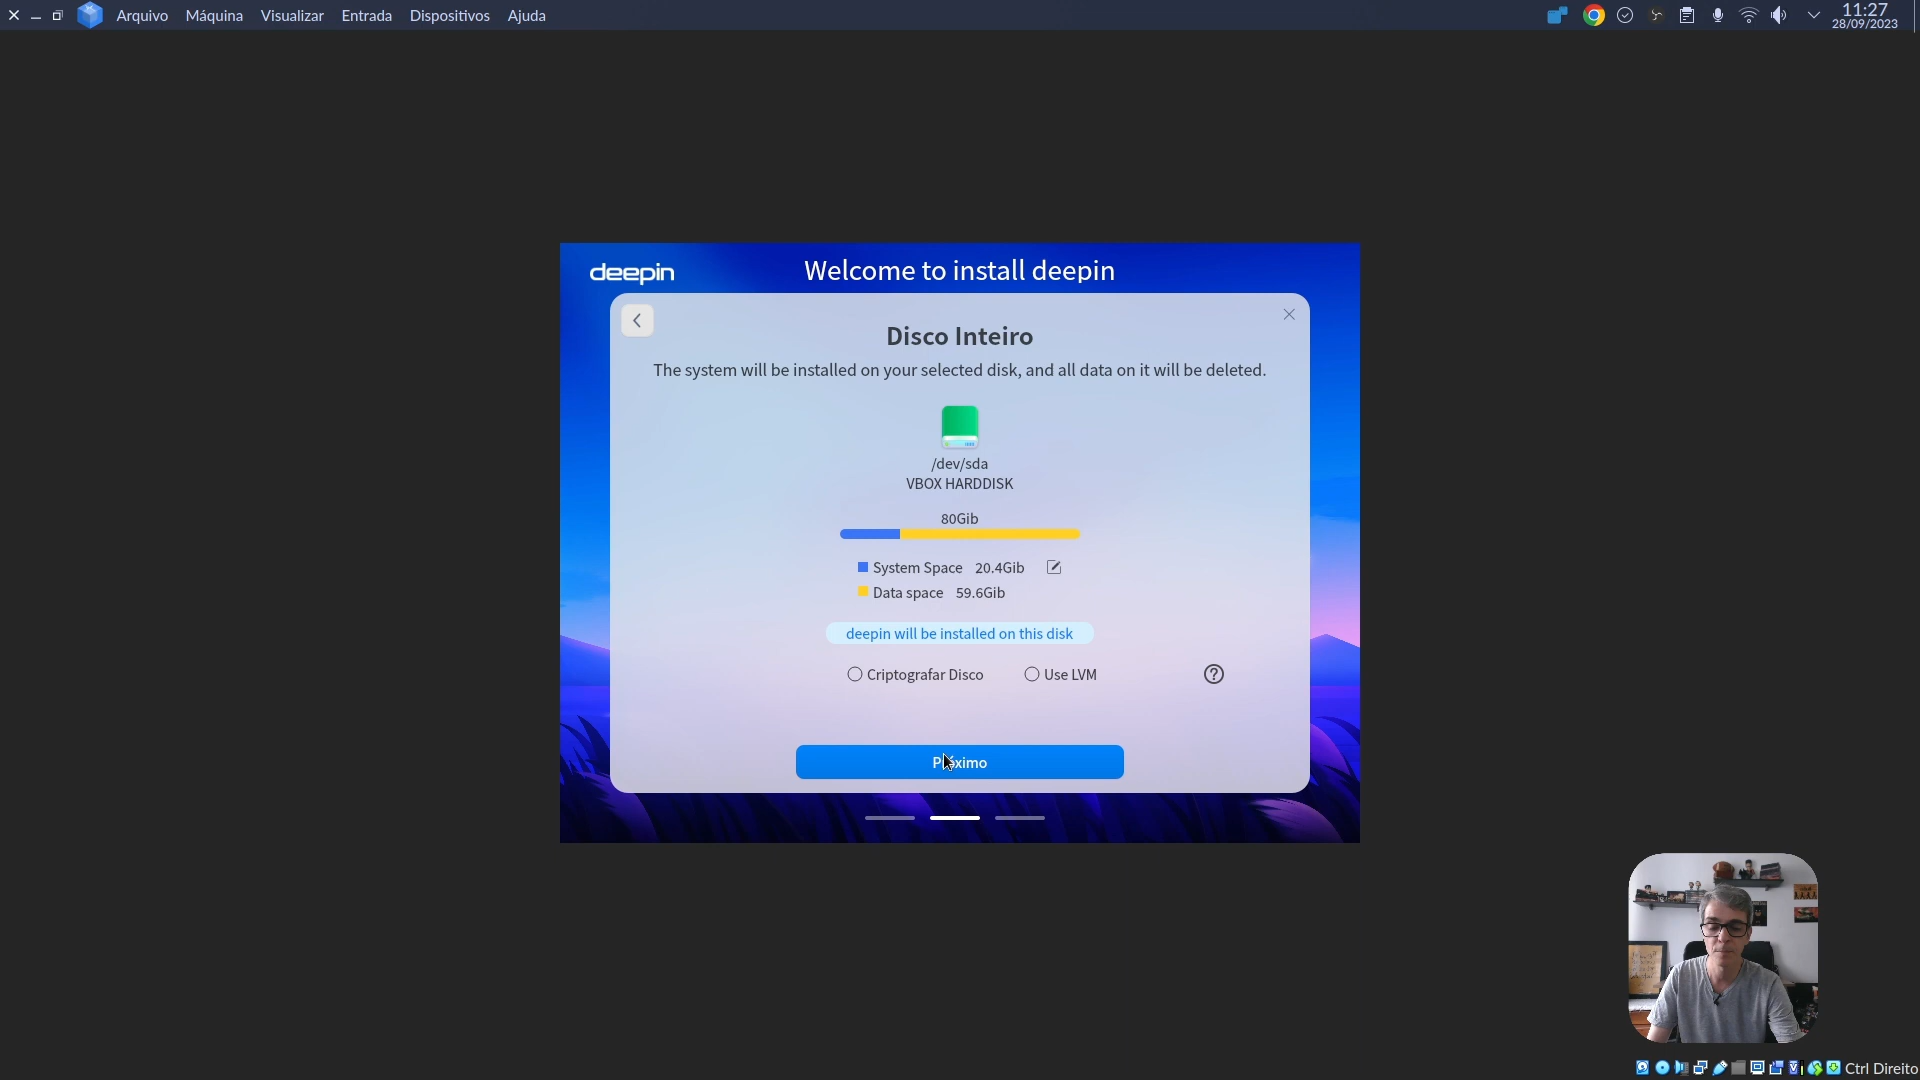 Arquivo Máquina Visualizar Entrada Dispositivos Ajuda
11:27
28/09/2023
deepin
Welcome to install deepin
Disco Inteiro
The system will be installed on your selected disk, and all data on it will be deleted.
/dev/sda
VBOX HARDDISK
80Gib
System Space 20.4Gib
Data space 59.6Gib
deepin will be installed on this disk
Criptografar Disco Use LVM
Próximo
Ctrl Direito